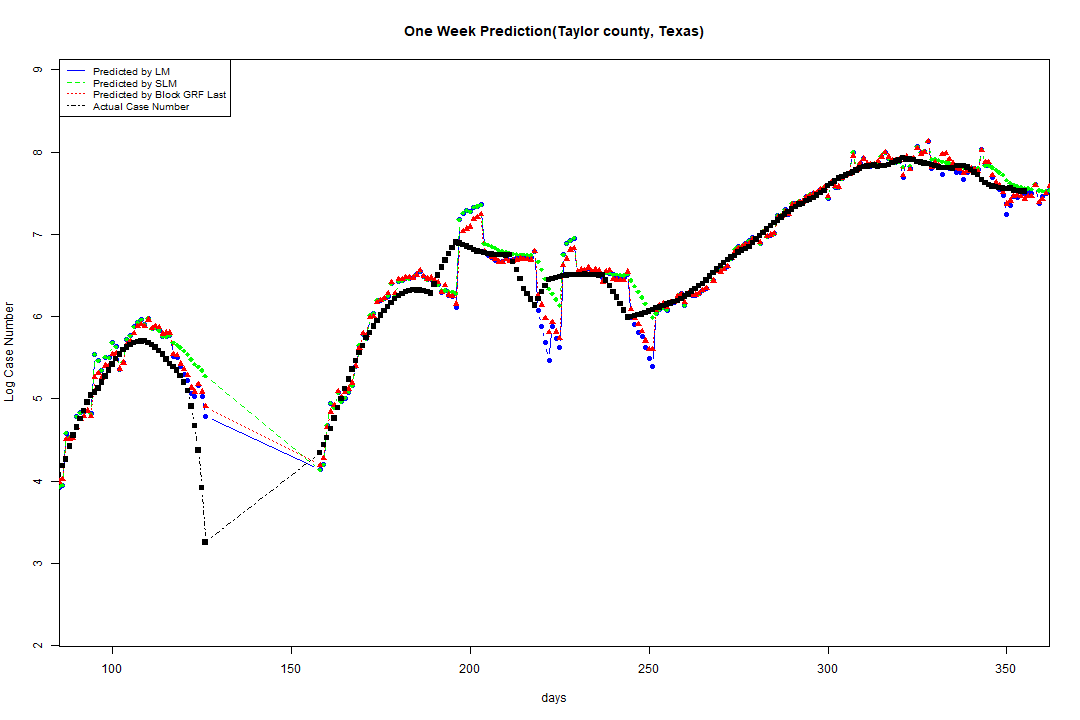 One Week Prediction(Taylor county, Texas)
Predicted by LM
Predicted by SLM
Predicted by Block GRF Last
Actual Case Number
9
8
7
6
5
4
3
2
Log Case Number
100 150 200 250 300 350
days